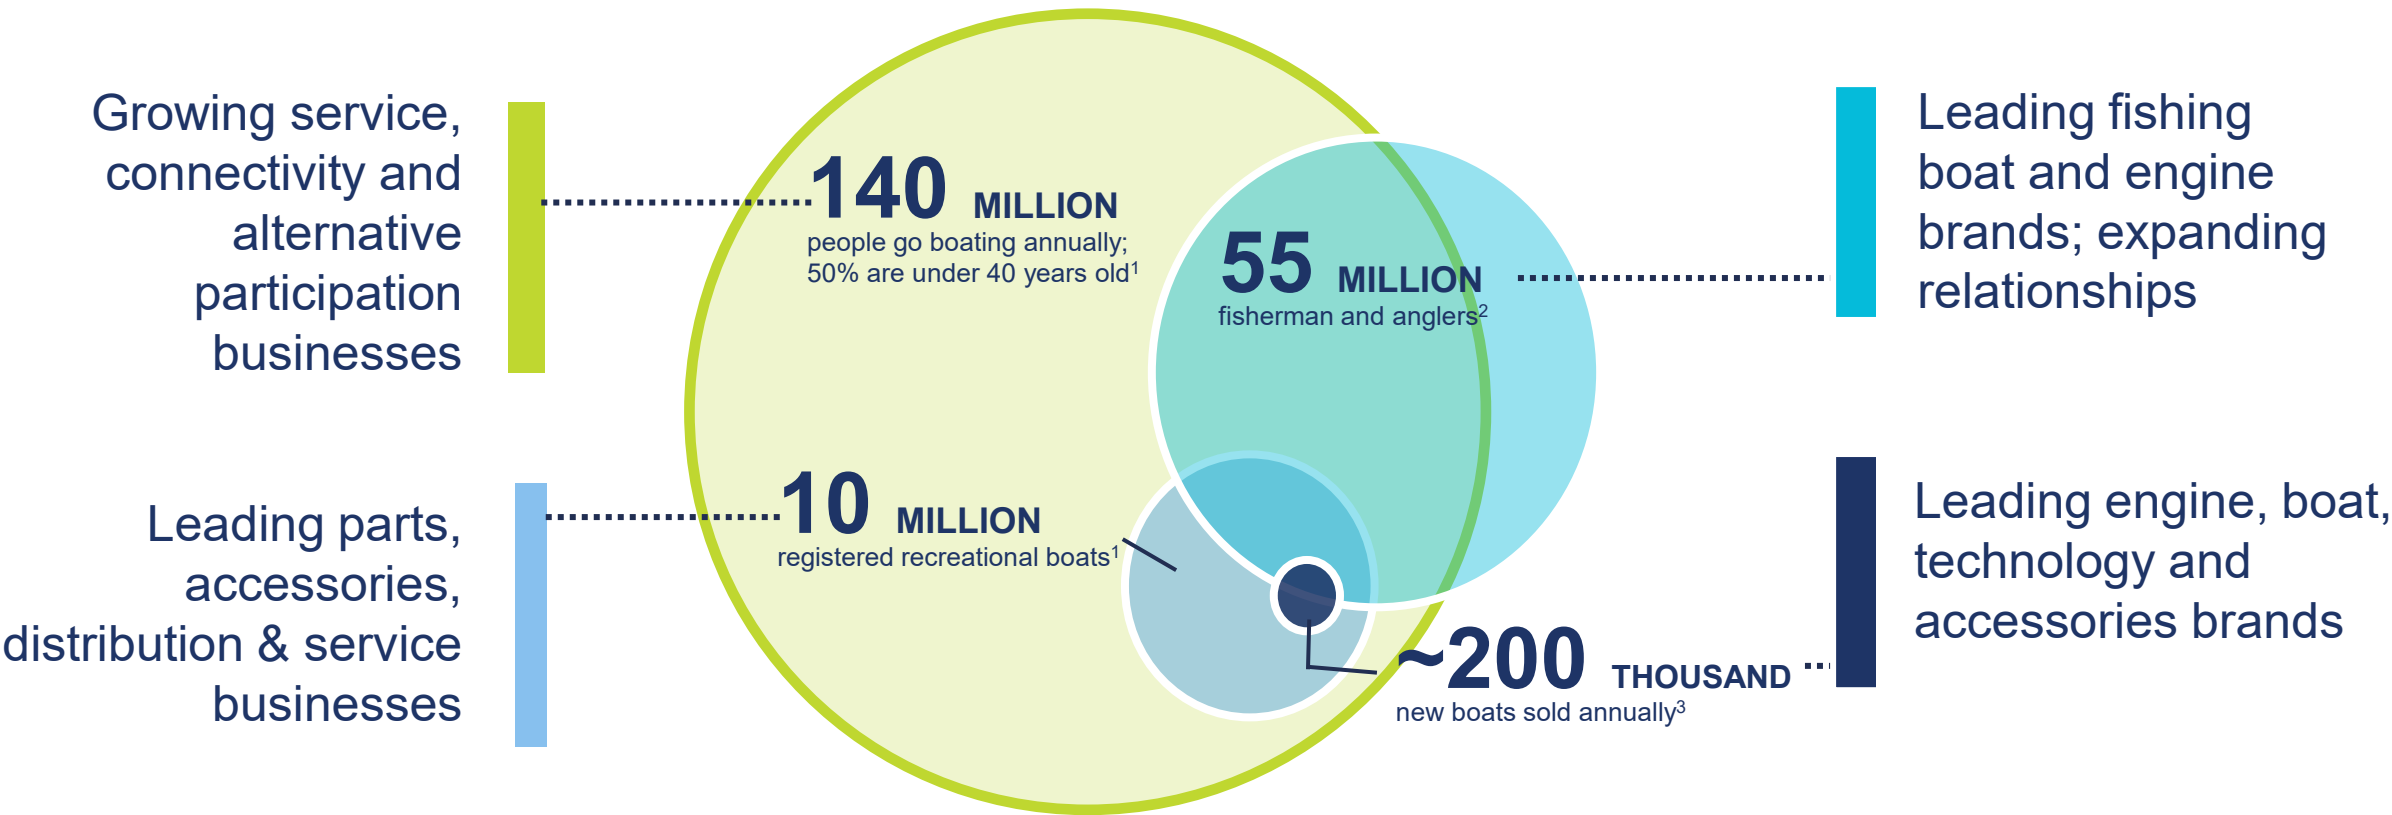 Growing service,
connectivity and
alternative
participation
businesses
140 MILLION
people go boating annually;
50% are under 40 years old1
55 MILLION
fisherman and anglers2
Leading fishing
boat and engine
brands; expanding
relationships
Leading parts,
accessories,
distribution & service
businesses
10 MILLION
registered recreational boats1
~200 THOUSAND
new boats sold annually3
Leading engine, boat,
technology and
accessories brands